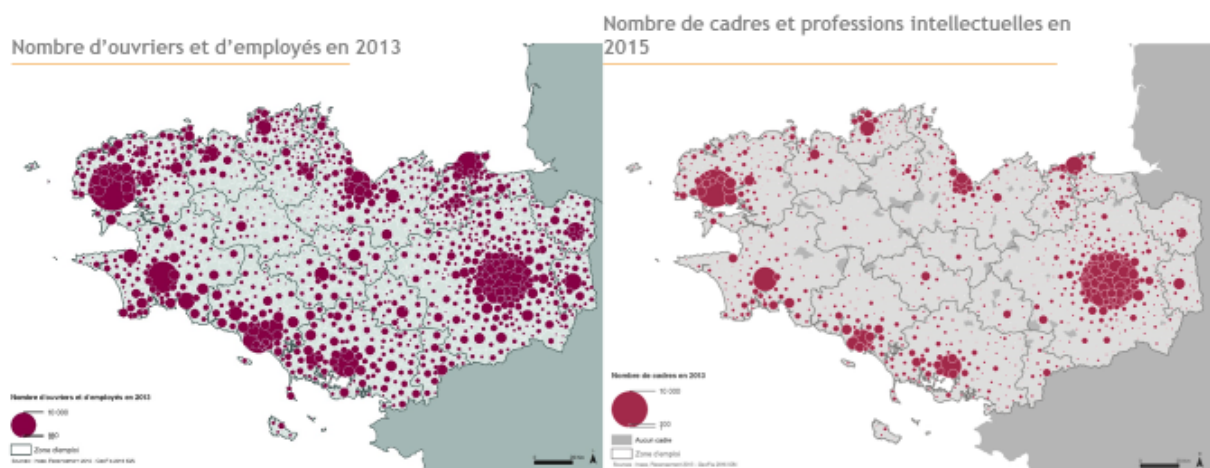 Nombre d'ouvriers et d'employés en 2013
Nombre d'ouvriers et d'employés en 2013
10 000
Zone d'emploi
Nombre de cadres et professions intellectuelles en
2015
Nombre de cadres en 2013
10 000
Aucun cadre
Zone d'emploi